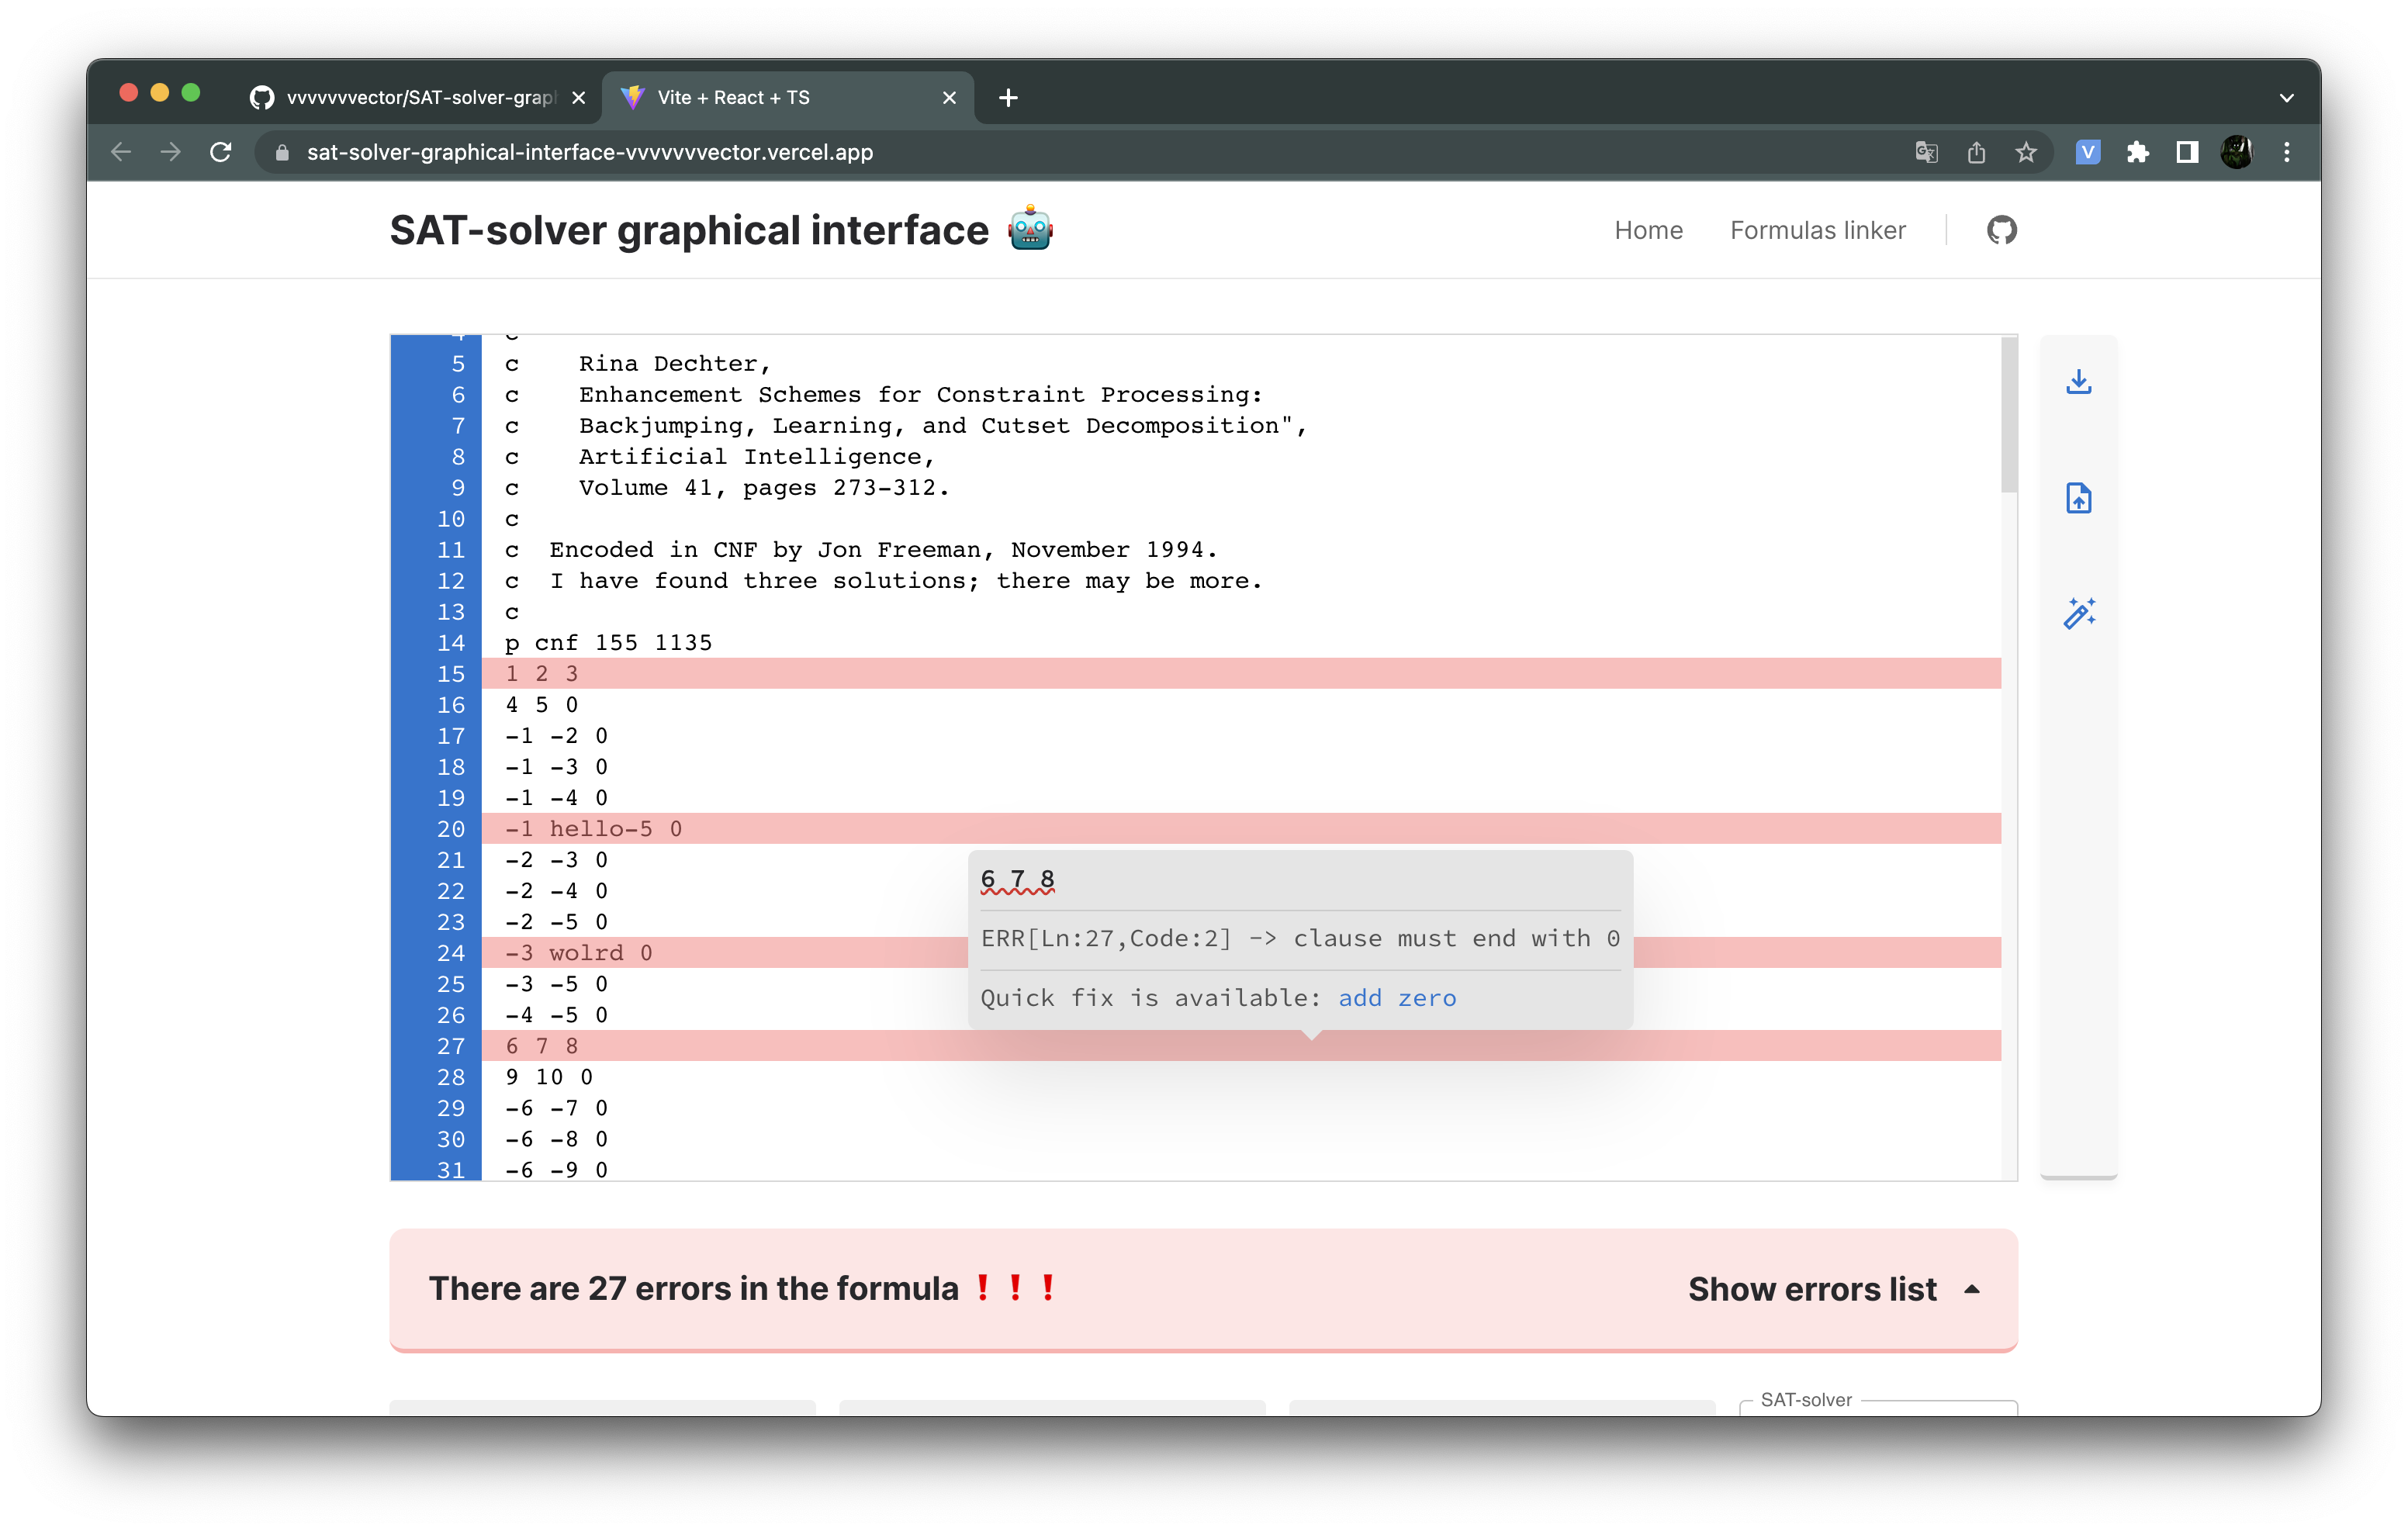 vvvvvvvector/SAT-solver-grap
Vite + React + TS
sat-solver-graphical-interface-vvvvvvvector.vercel.app
V
SAT-solver graphical interface
Home
Formulas linker
4 c
5 c Rina Dechter,
6 c Enhancement Schemes for Constraint Processing:
7 c Backjumping, Learning, and Cutset Decomposition",
8 c Artificial Intelligence,
9 c Volume 41, pages 273-312.
10 c
11 c Encoded in CNF by Jon Freeman, November 1994.
12 c I have found three solutions; there may be more.
13 c
14 p cnf 155 1135
15 1 2 3
16 4 5 0
17 -1 -2 0
18 -1 -3 0
19 -1 -4 0
20 -1 hello-5 0
21 -2 -3 0
22 -2 -4 0
23 -2 -5 0
24 -3 wolrd 0
25 -3 -5 0
26 -4 -5 0
27 6 7 8
28 9 10 0
29 -6 -7 0
30 -6 -8 0
31 -6 -9 0
6 7 8
ERR[Ln:27,Code:2] -> clause must end with 0
Quick fix is available: add zero
There are 27 errors in the formula ❗❗❗
Show errors list
SAT-solver